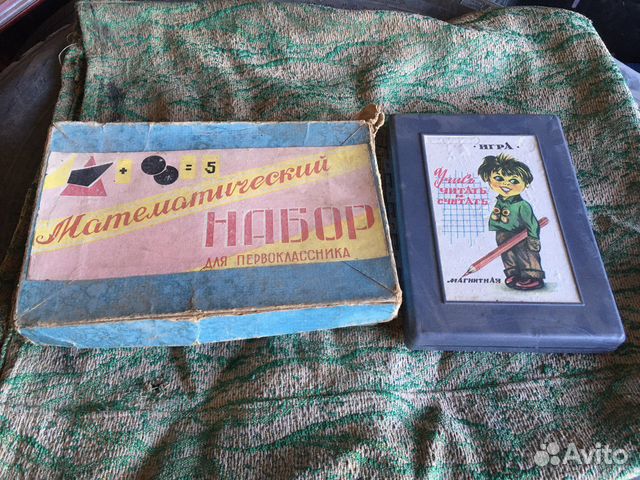 + = 5
Математический
НАБОР
ДЛЯ ПЕРВОКЛАССНИКА
ИГРА
Учись
ЧИТАТЬ
и
СЧИТАТЬ
МАГНИТНАЯ
Avito